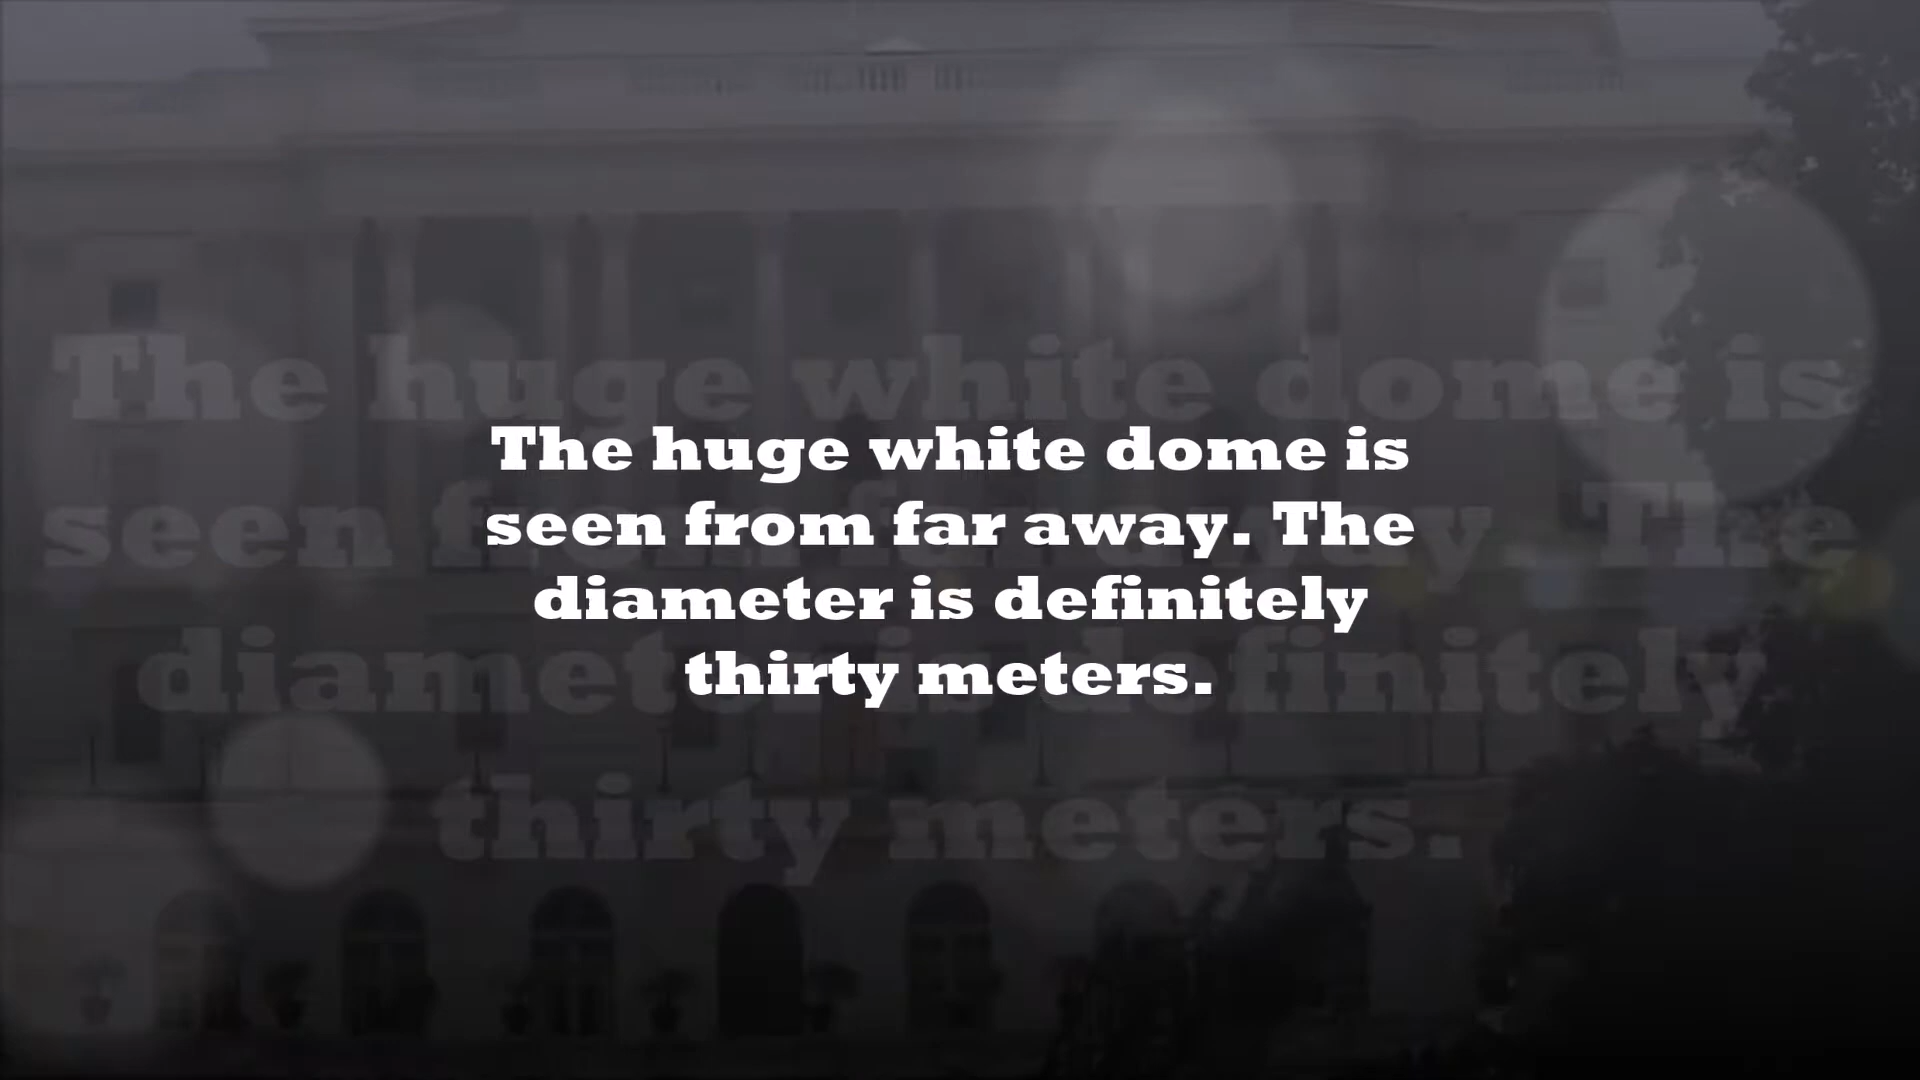 The huge white dome is
seen from far away. The
diameter is definitely
thirty meters.